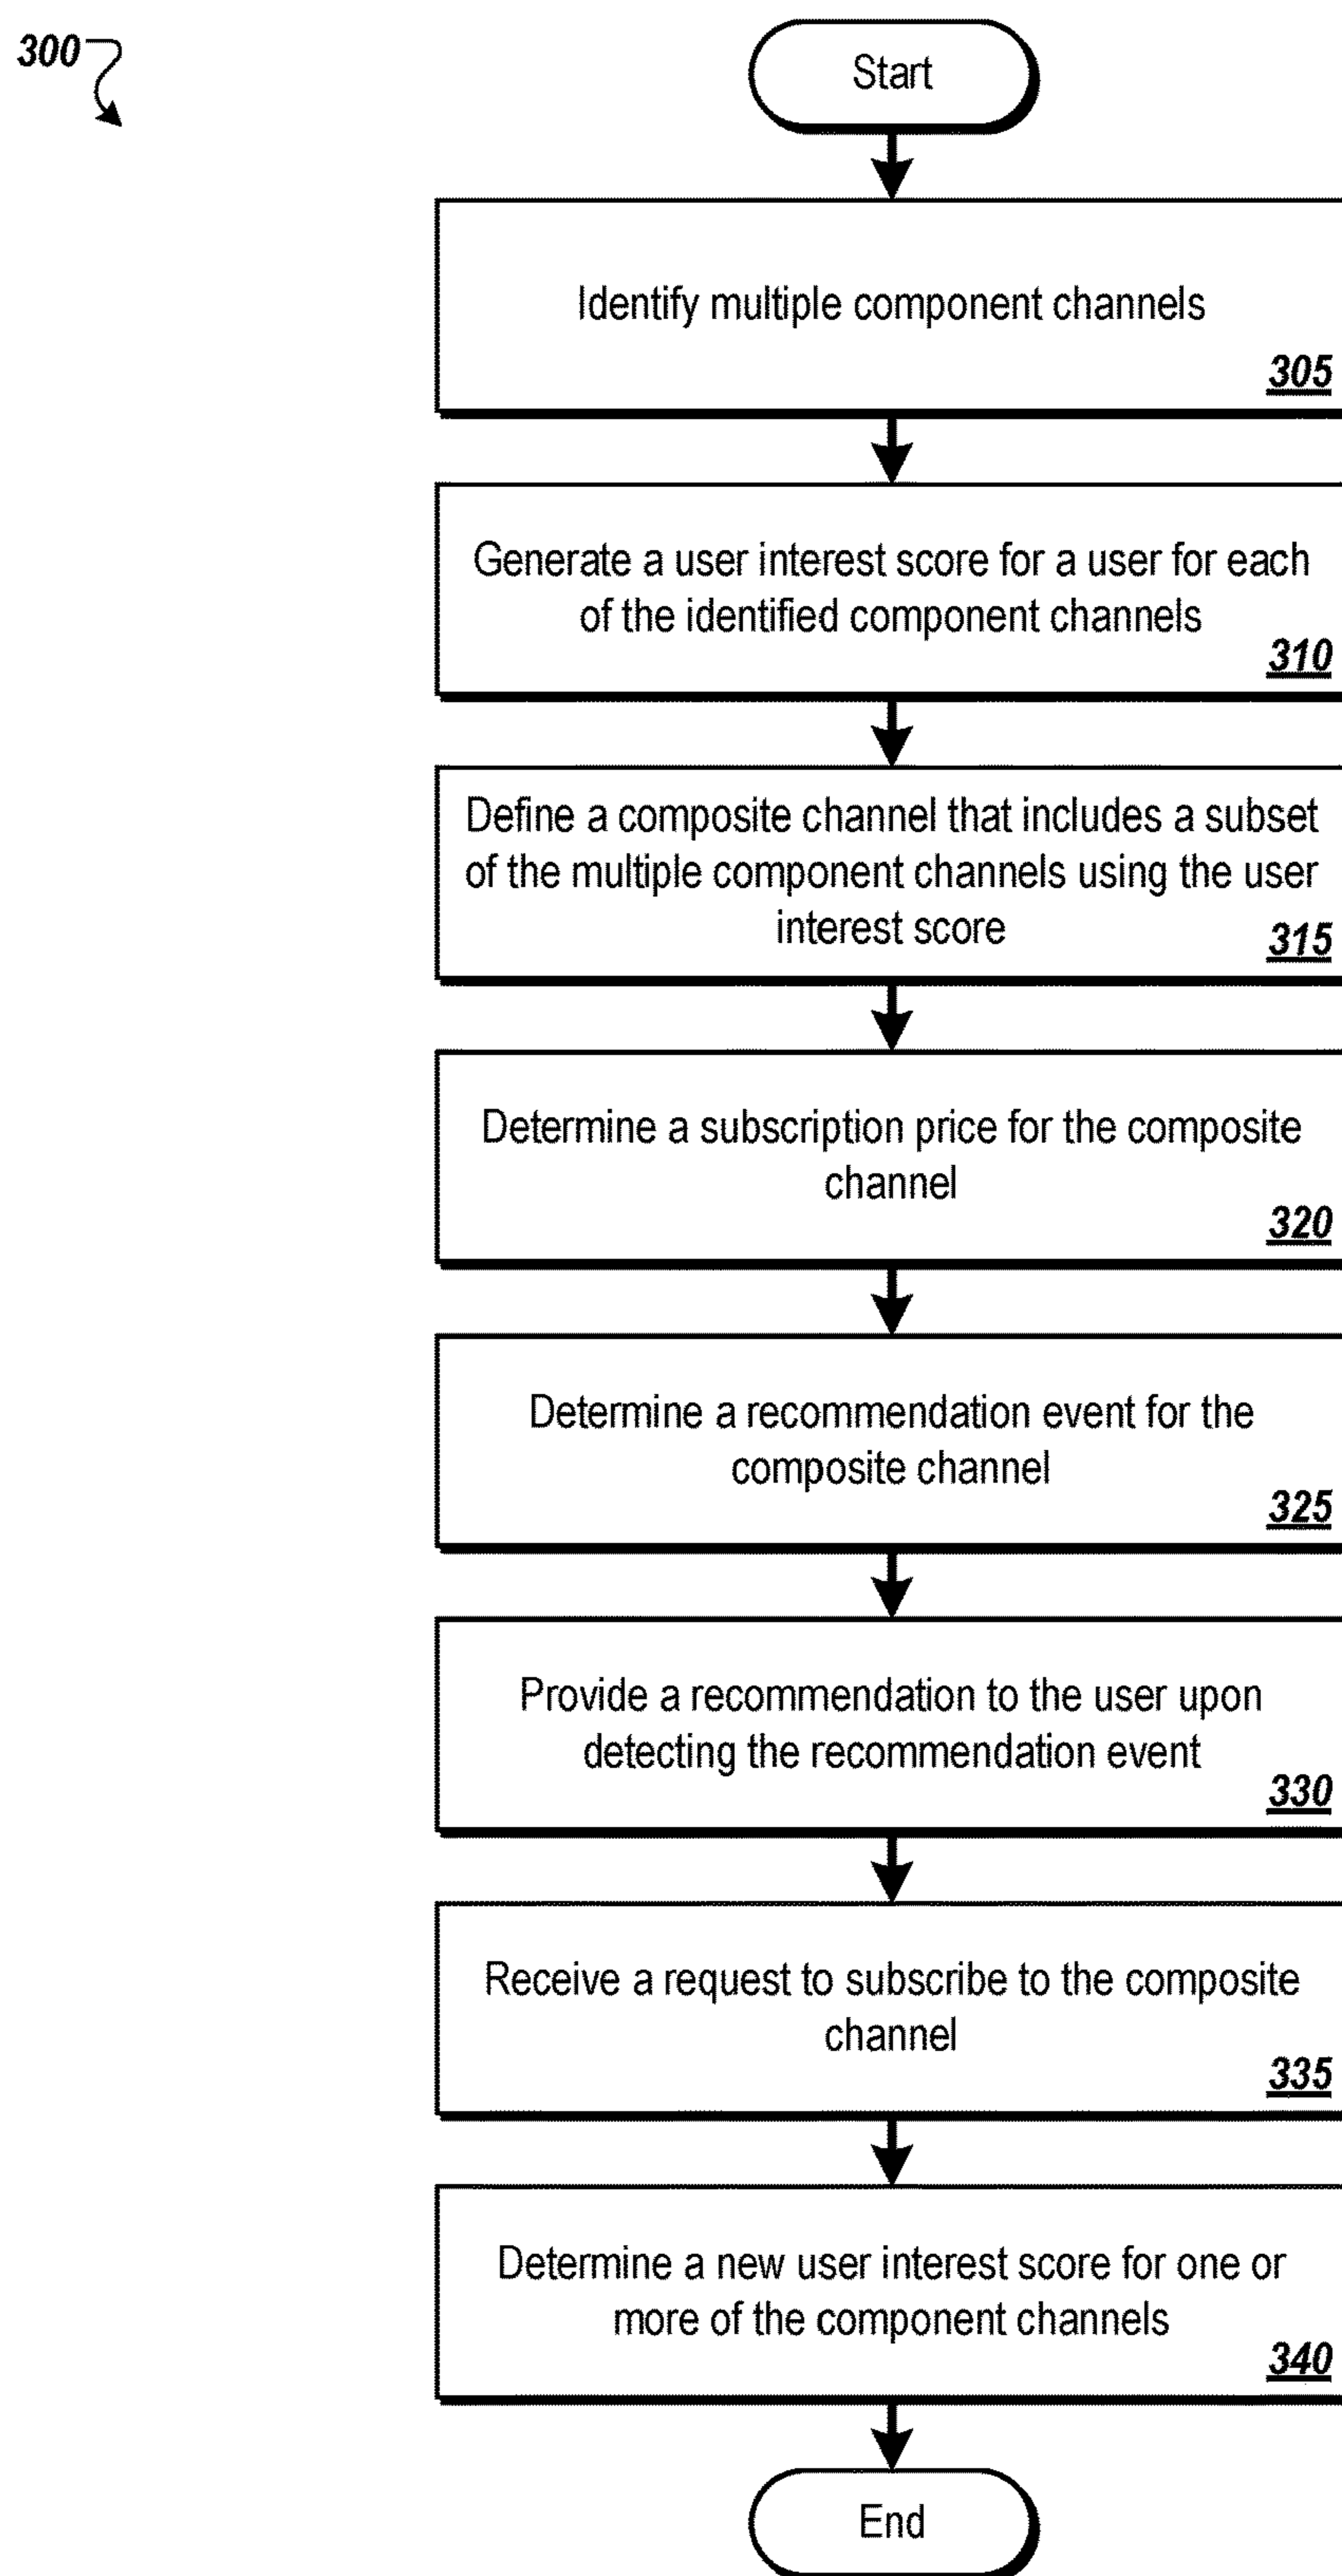 300
Start
Identify multiple component channels
305
Generate a user interest score for a user for each
of the identified component channels
310
Define a composite channel that includes a subset
of the multiple component channels using the user
interest score
315
Determine a subscription price for the composite
channel
320
Determine a recommendation event for the
composite channel
325
Provide a recommendation to the user upon
detecting the recommendation event
330
Receive a request to subscribe to the composite
channel
335
Determine a new user interest score for one or
more of the component channels
340
End